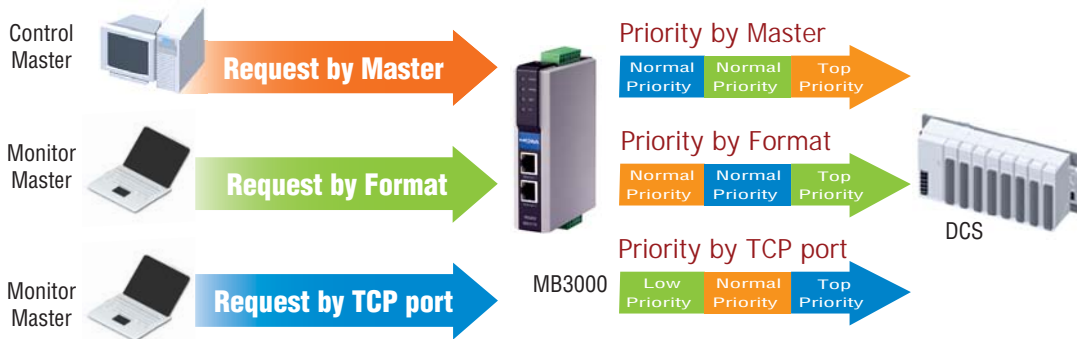 Control
Master
Request by Master
Priority by Master
Normal
Priority
Normal
Priority
Top
Priority
Monitor
Master
Request by Format
Priority by Format
Normal
Priority
Normal
Priority
Top
Priority
DCS
Monitor
Master
Request by TCP port
MB3000
Priority by TCP port
Low
Priority
Normal
Priority
Top
Priority